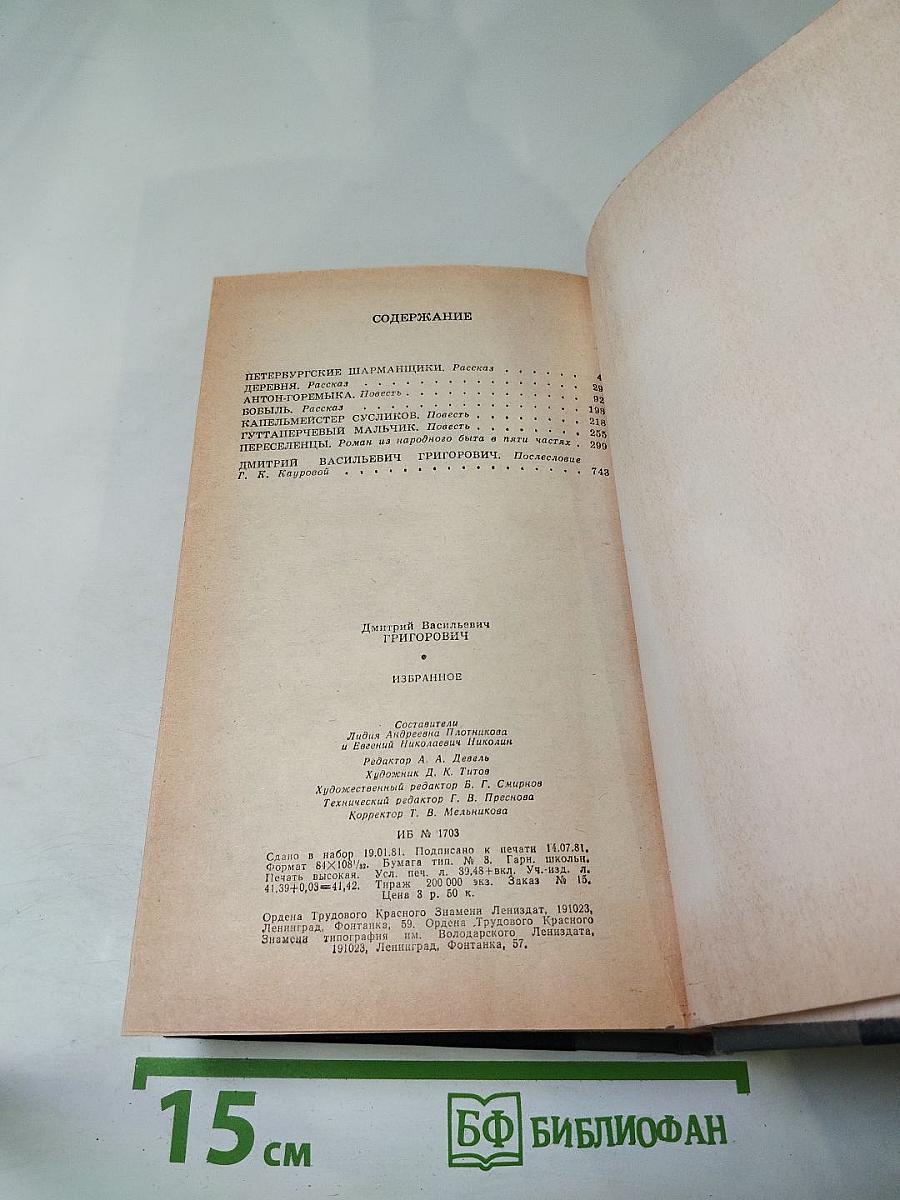 СОДЕРЖАНИЕ
ПЕТЕРБУРГСКИЕ ШАРМАНЩИКИ. Рассказ . . . . . . 4
ДЕРЕВНЯ. Рассказ . . . . . . . . . . . . . . . 29
АНТОН-ГОРЕМЫКА. Повесть . . . . . . . . . . . . 92
БОБЫЛЬ. Рассказ . . . . . . . . . . . . . . . 198
КАПЕЛЬМЕЙСТЕР СУСЛИКОВ. Повесть . . . . . . . . 218
ГУТТАПЕРЧЕВЫЙ МАЛЬЧИК. Повесть . . . . . . . . 255
ПЕРЕСЕЛЕНЦЫ. Роман из народного быта в пяти частях . 299
ДМИТРИЙ ВАСИЛЬЕВИЧ ГРИГОРОВИЧ. Послесловие
Г. К. Кауровой . . . . . . . . . . . . . . . . 743
Дмитрий Васильевич
ГРИГОРОВИЧ
•
ИЗБРАННОЕ
Составители
Лидия Андреевна Плотникова
и Евгений Николаевич Николин
Редактор А. А. Девель
Художник Д. К. Титов
Художественный редактор Б. Г. Смирнов
Технический редактор Г. В. Преснова
Корректор Т. В. Мельникова
ИБ № 1703
Сдано в набор 19.01.81. Подписано к печати 14.07.81.
Формат 84×108¹/₃₂. Бумага тип. № 3. Гарн. школьн.
Печать высокая. Усл. печ. л. 39,48+вкл. Уч.-изд. л.
41,39+0,03=41,42. Тираж 200 000 экз. Заказ № 15.
Цена 3 р. 50 к.
Ордена Трудового Красного Знамени Лениздат, 191023,
Ленинград, Фонтанка, 59. Ордена Трудового Красного
Знамени типография им. Володарского Лениздата,
191023, Ленинград, Фонтанка, 57.
15 см
БФ БИБЛИОФАН